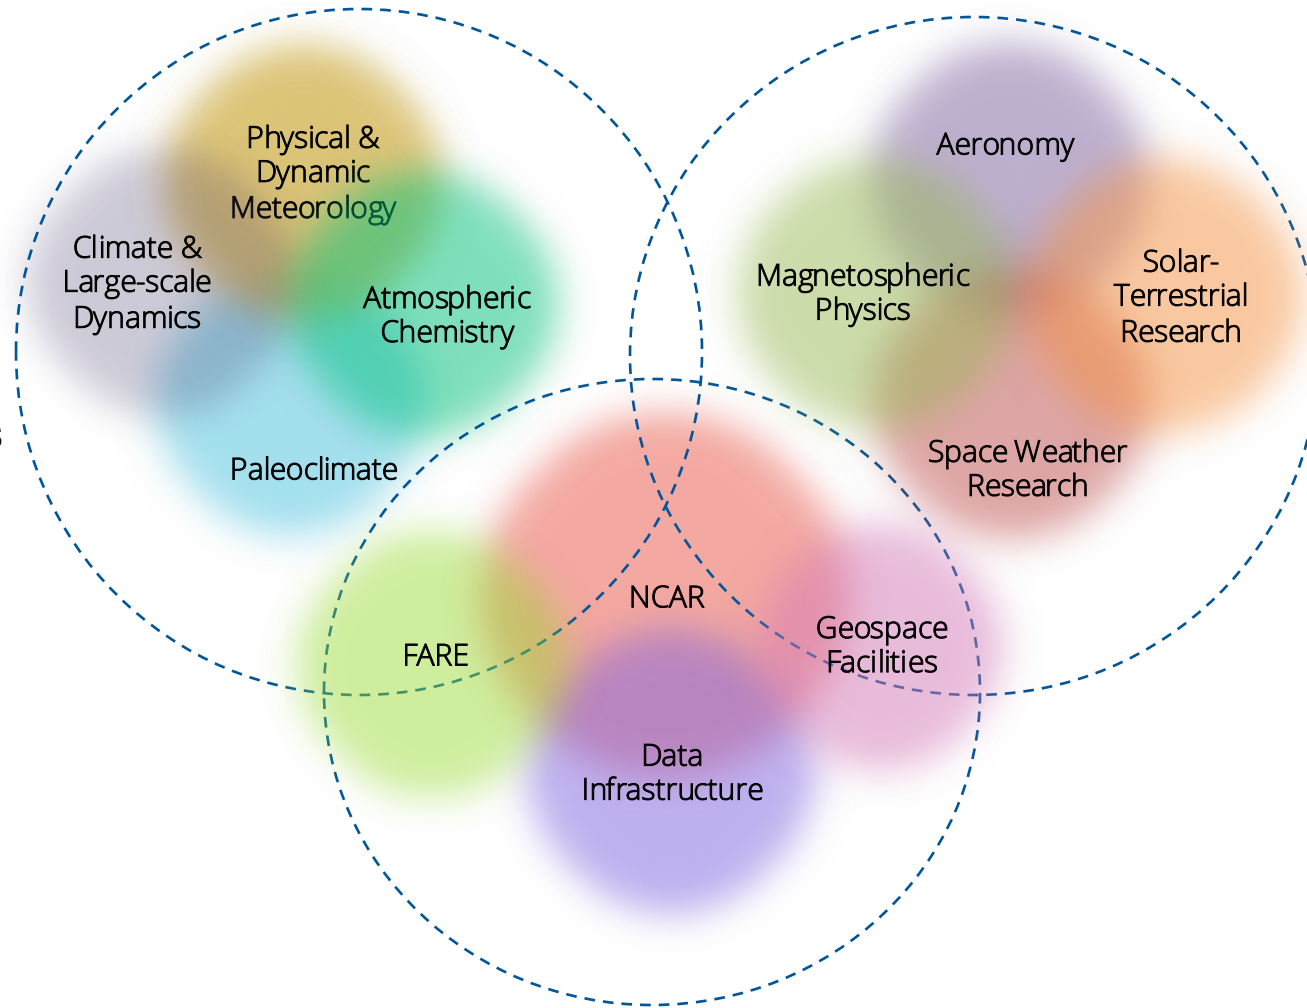 Physical &
Dynamic
Meteorology
Climate &
Large-scale
Dynamics
Atmospheric
Chemistry
Paleoclimate
Aeronomy
Magnetospheric
Physics
Solar-
Terrestrial
Research
Space Weather
Research
NCAR
FARE
Geospace
Facilities
Data
Infrastructure